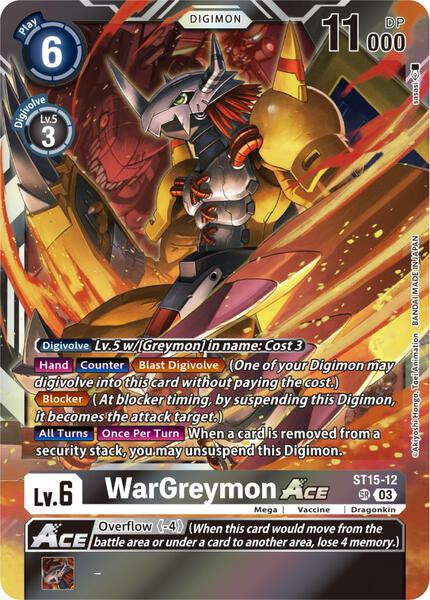 Play
6
DIGIMON
11000 DP
Digivolve
Lv.5
3
sasasi
©Akiyoshi Hongo, Toei Animation BANDAI MADE IN JAPAN
Digivolve Lv.5 w/[Greymon] in name: Cost 3
Hand Counter Blast Digivolve (One of your Digimon may
digivolve into this card without paying the cost.)
Blocker (At blocker timing, by suspending this Digimon,
it becomes the attack target.)
All Turns Once Per Turn When a card is removed from a
security stack, you may unsuspend this Digimon.
Lv.6
WarGreymon ACE
ST15-12
SR 03
Mega | Vaccine | Dragonkin
ACE Overflow ⟨-4⟩ (When this card would move from the
battle area or under a card to another area, lose 4 memory.)
–